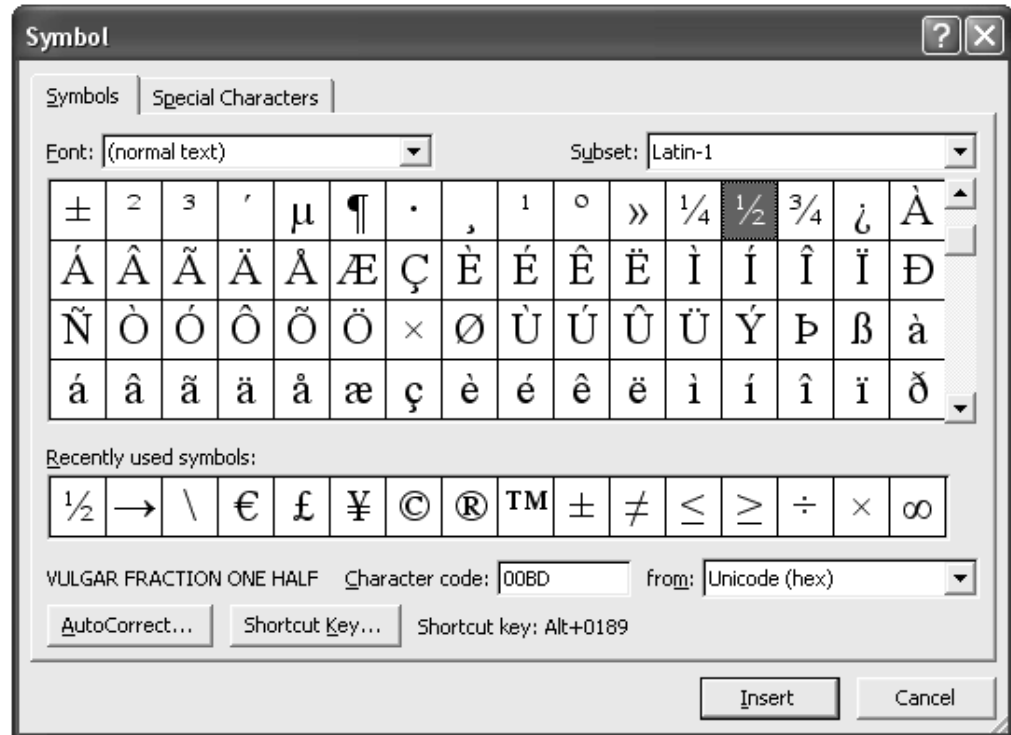 Symbol
Symbols Special Characters
Font: (normal text) Subset: Latin-1
± ² ³ ´ µ ¶ · ¸ ¹ º » ¼ ½ ¾ ¿ À
Á Â Ã Ä Å Æ Ç È É Ê Ë Ì Í Î Ï Ð
Ñ Ò Ó Ô Õ Ö × Ø Ù Ú Û Ü Ý Þ ß à
á â ã ä å æ ç è é ê ë ì í î ï ð
Recently used symbols:
½ → \ € £ ¥ © ® ™ ± ≠ ≤ ≥ ÷ × ∞
VULGAR FRACTION ONE HALF Character code: 00BD from: Unicode (hex)
AutoCorrect... Shortcut Key... Shortcut key: Alt+0189
Insert Cancel